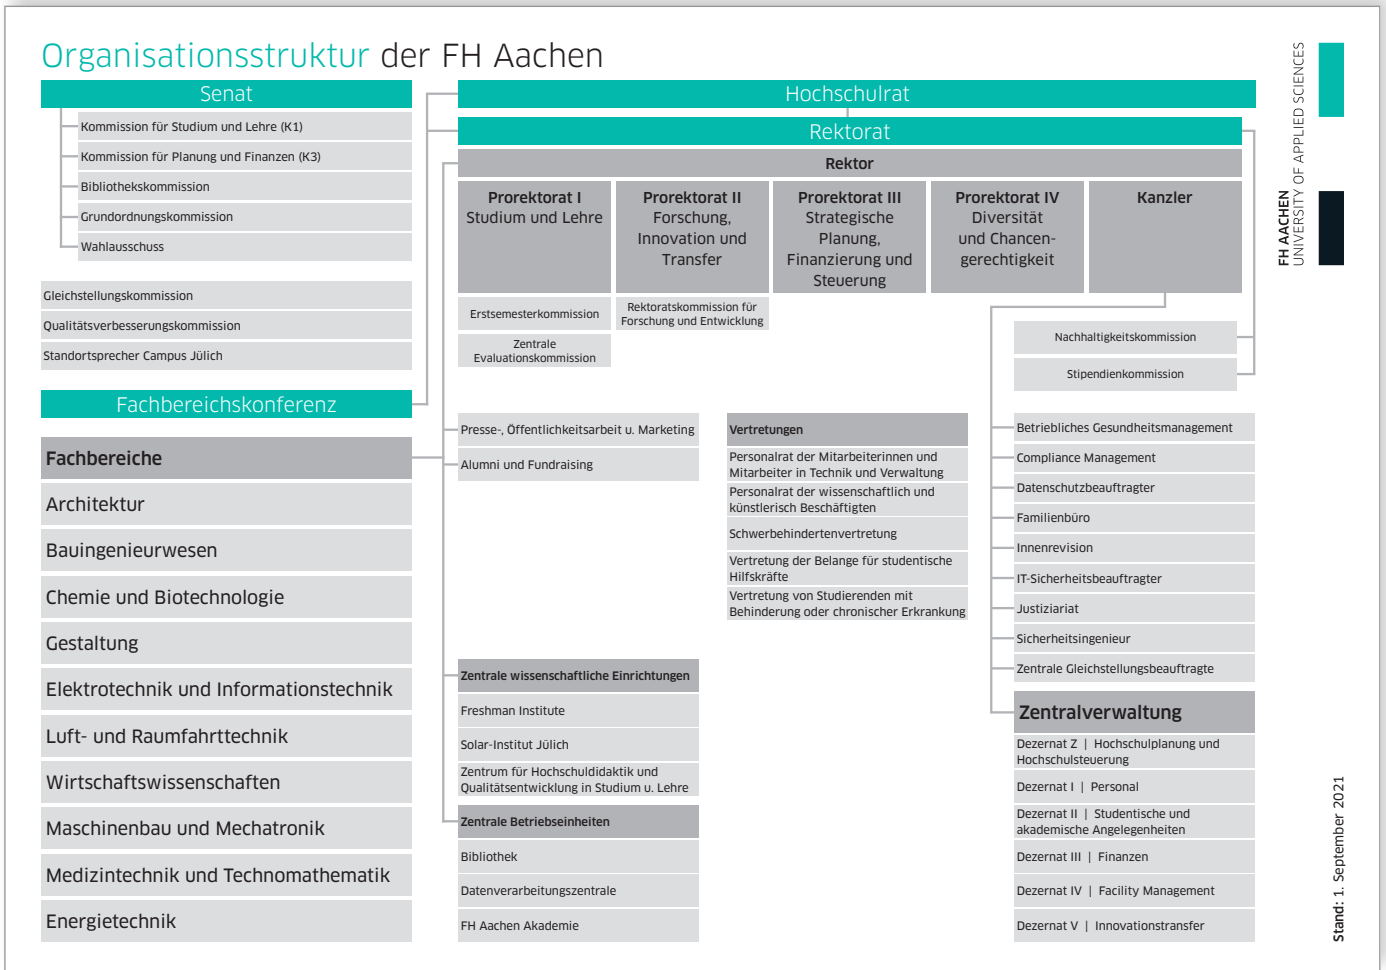 Organisationsstruktur der FH Aachen
Senat
Kommission für Studium und Lehre (K1)
Kommission für Planung und Finanzen (K3)
Bibliothekskommission
Grundordnungskommission
Wahlausschuss
Gleichstellungskommission
Qualitätsverbesserungskommission
Standortsprecher Campus Jülich
Fachbereichskonferenz
Fachbereiche
Architektur
Bauingenieurwesen
Chemie und Biotechnologie
Gestaltung
Elektrotechnik und Informationstechnik
Luft- und Raumfahrttechnik
Wirtschaftswissenschaften
Maschinenbau und Mechatronik
Medizintechnik und Technomathematik
Energietechnik
Hochschulrat
Rektorat
Rektor
Prorektorat I
Studium und Lehre
Prorektorat II
Forschung,
Innovation und
Transfer
Prorektorat III
Strategische
Planung,
Finanzierung und
Steuerung
Prorektorat IV
Diversität
und Chancen-
gerechtigkeit
Kanzler
Erstsemesterkommission
Zentrale
Evaluationskommission
Rektoratskommission für
Forschung und Entwicklung
Nachhaltigkeitskommission
Stipendienkommission
Presse-, Öffentlichkeitsarbeit u. Marketing
Alumni und Fundraising
Zentrale wissenschaftliche Einrichtungen
Freshman Institute
Solar-Institut Jülich
Zentrum für Hochschuldidaktik und
Qualitätsentwicklung in Studium u. Lehre
Zentrale Betriebseinheiten
Bibliothek
Datenverarbeitungszentrale
FH Aachen Akademie
Vertretungen
Personalrat der Mitarbeiterinnen und
Mitarbeiter in Technik und Verwaltung
Personalrat der wissenschaftlich und
künstlerisch Beschäftigten
Schwerbehindertenvertretung
Vertretung der Belange für studentische
Hilfskräfte
Vertretung von Studierenden mit
Behinderung oder chronischer Erkrankung
Betriebliches Gesundheitsmanagement
Compliance Management
Datenschutzbeauftragter
Familienbüro
Innenrevision
IT-Sicherheitsbeauftragter
Justiziariat
Sicherheitsingenieur
Zentrale Gleichstellungsbeauftragte
Zentralverwaltung
Dezernat Z | Hochschulplanung und
Hochschulsteuerung
Dezernat I | Personal
Dezernat II | Studentische und
akademische Angelegenheiten
Dezernat III | Finanzen
Dezernat IV | Facility Management
Dezernat V | Innovationstransfer
FH AACHEN
UNIVERSITY OF APPLIED SCIENCES
Stand: 1. September 2021